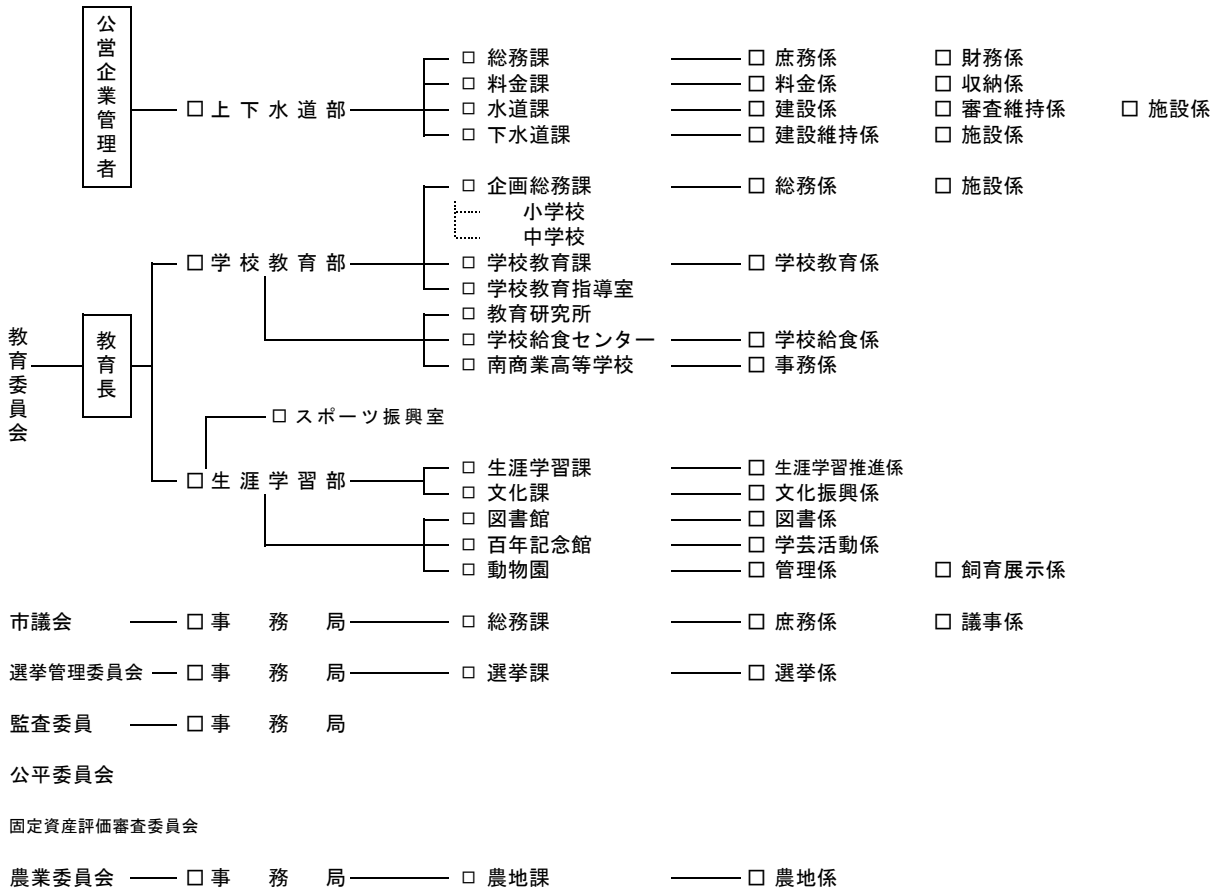 公営企業管理者
□ 総務課 □ 庶務係 □ 財務係
□ 料金課 □ 料金係 □ 収納係
□ 上下水道部 □ 水道課 □ 建設係 □ 審査維持係 □ 施設係
□ 下水道課 □ 建設維持係 □ 施設係
□ 企画総務課 □ 総務係 □ 施設係
小学校
中学校
□ 学校教育部 □ 学校教育課 □ 学校教育係
□ 学校教育指導室
□ 教育研究所
教育委員会
教育長
□ 学校給食センター □ 学校給食係
□ 南商業高等学校 □ 事務係
□ スポーツ振興室
□ 生涯学習課 □ 生涯学習推進係
□ 生涯学習部
□ 文化課 □ 文化振興係
□ 図書館 □ 図書係
□ 百年記念館 □ 学芸活動係
□ 動物園 □ 管理係 □ 飼育展示係
市議会 □ 事務局 □ 総務課 □ 庶務係 □ 議事係
選挙管理委員会 □ 事務局 □ 選挙課 □ 選挙係
監査委員 □ 事務局
公平委員会
固定資産評価審査委員会
農業委員会 □ 事務局 □ 農地課 □ 農地係